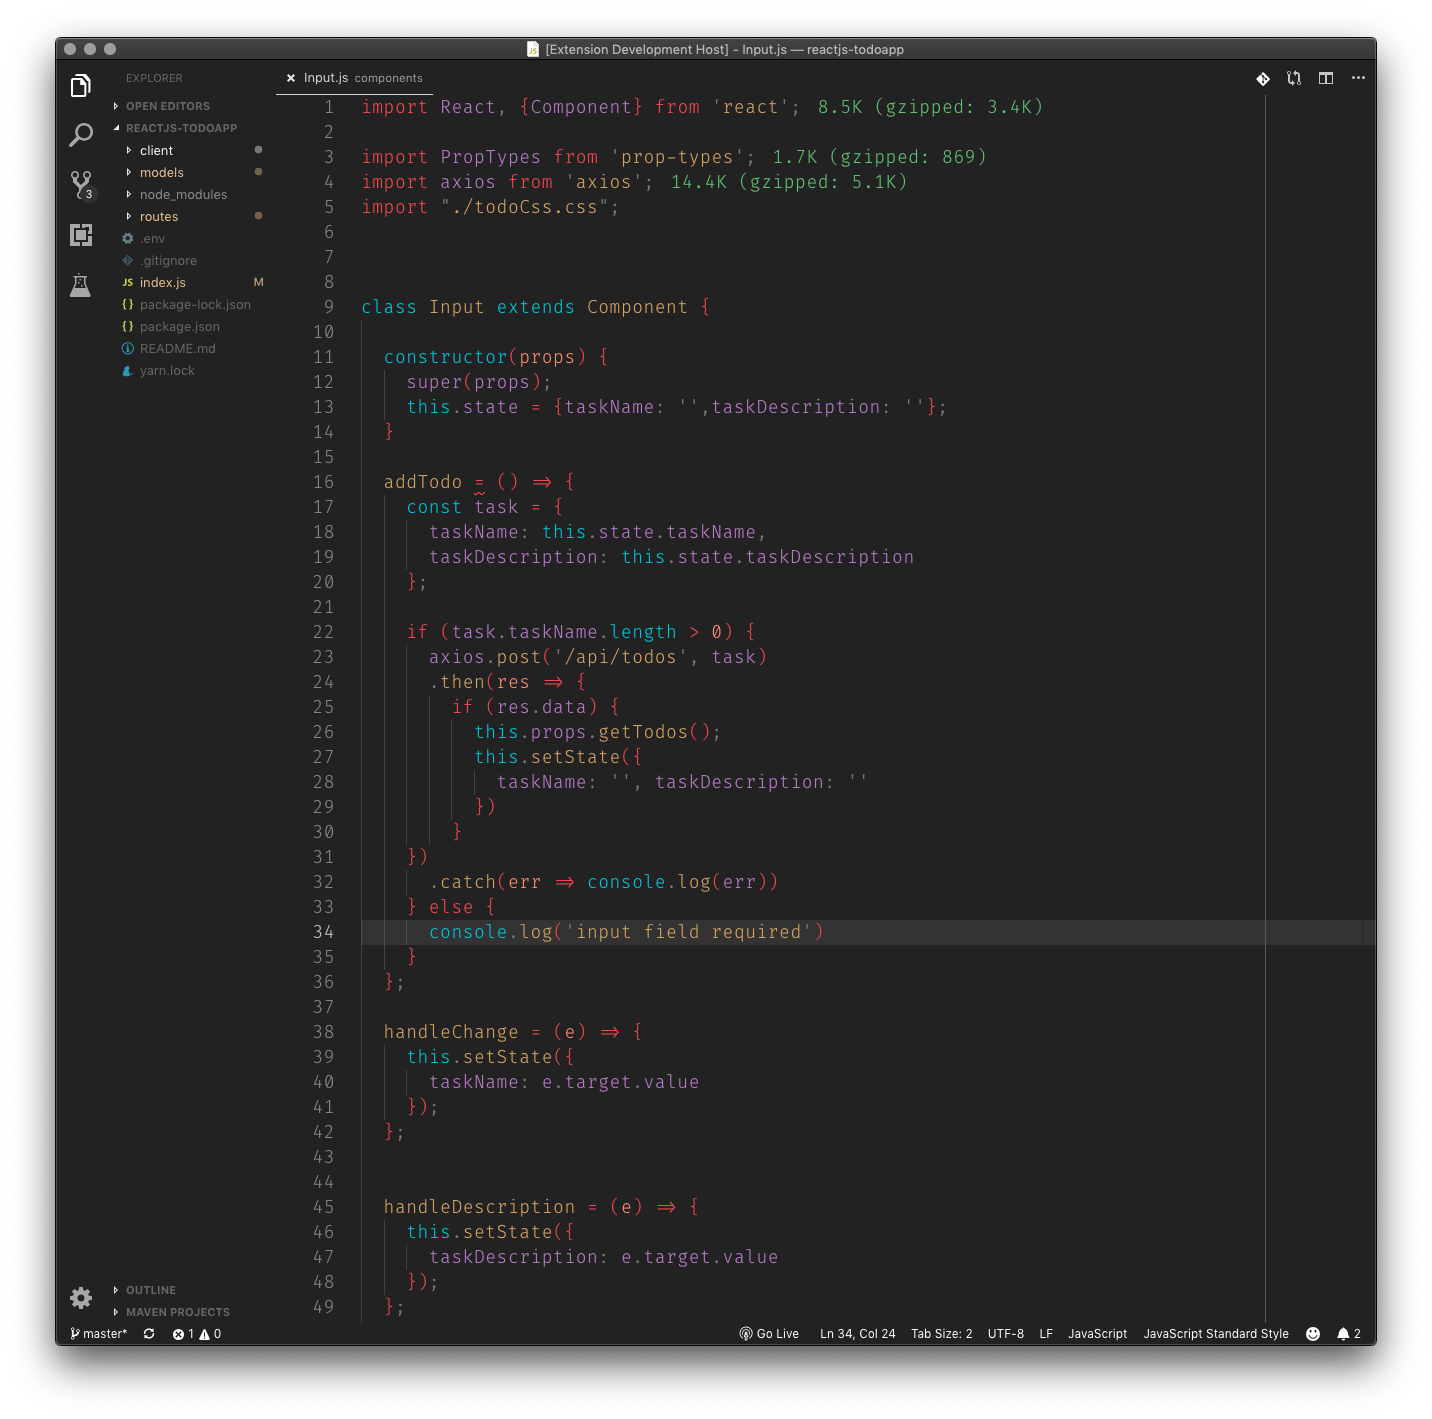 [Extension Development Host] - Input.js — reactjs-todoapp
EXPLORER
OPEN EDITORS
REACTJS-TODOAPP
client
models
node_modules
routes
.env
.gitignore
JS index.js M
{} package-lock.json
{} package.json
README.md
yarn.lock
3
OUTLINE
MAVEN PROJECTS
× Input.js components
1 import React, {Component} from 'react'; 8.5K (gzipped: 3.4K)
2
3 import PropTypes from 'prop-types'; 1.7K (gzipped: 869)
4 import axios from 'axios'; 14.4K (gzipped: 5.1K)
5 import "./todoCss.css";
6
7
8
9 class Input extends Component {
10
11 constructor(props) {
12 super(props);
13 this.state = {taskName: '',taskDescription: ''};
14 }
15
16 addTodo = () => {
17 const task = {
18 taskName: this.state.taskName,
19 taskDescription: this.state.taskDescription
20 };
21
22 if (task.taskName.length > 0) {
23 axios.post('/api/todos', task)
24 .then(res => {
25 if (res.data) {
26 this.props.getTodos();
27 this.setState({
28 taskName: '', taskDescription: ''
29 })
30 }
31 })
32 .catch(err => console.log(err))
33 } else {
34 console.log('input field required')
35 }
36 };
37
38 handleChange = (e) => {
39 this.setState({
40 taskName: e.target.value
41 });
42 };
43
44
45 handleDescription = (e) => {
46 this.setState({
47 taskDescription: e.target.value
48 });
49 };
master* 1 0 Go Live Ln 34, Col 24 Tab Size: 2 UTF-8 LF JavaScript JavaScript Standard Style 2